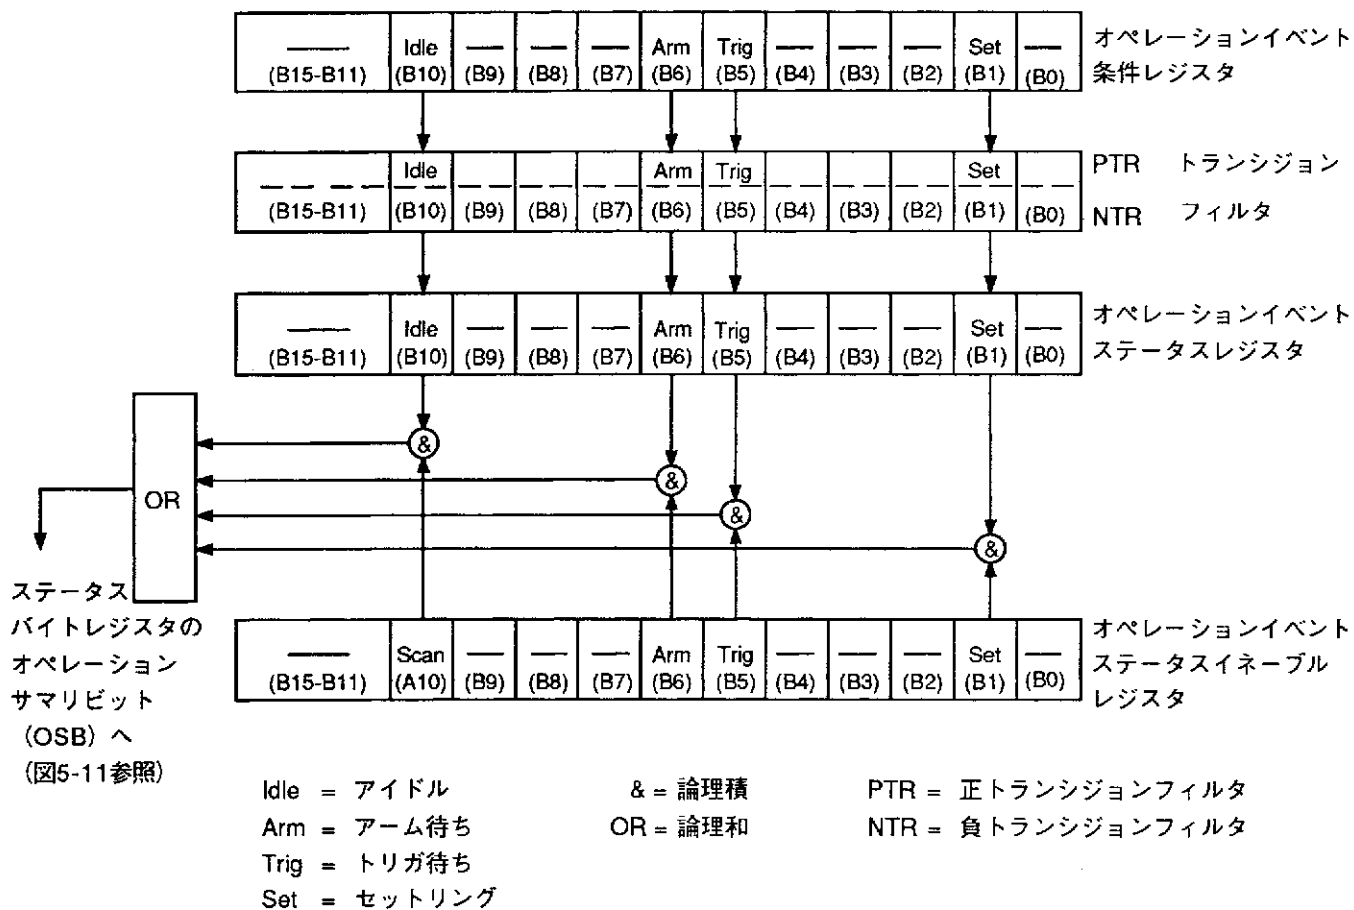 Idle Arm Trig Set
(B15-B11) (B10) (B9) (B8) (B7) (B6) (B5) (B4) (B3) (B2) (B1) (B0)
オペレーションイベント
条件レジスタ
Idle Arm Trig Set
(B15-B11) (B10) (B9) (B8) (B7) (B6) (B5) (B4) (B3) (B2) (B1) (B0)
PTR トランシジョン
NTR フィルタ
Idle Arm Trig Set
(B15-B11) (B10) (B9) (B8) (B7) (B6) (B5) (B4) (B3) (B2) (B1) (B0)
オペレーションイベント
ステータスレジスタ
&
&
&
&
OR
ステータス
バイトレジスタの
オペレーション
サマリビット
(OSB) へ
(図5-11参照)
Scan Arm Trig Set
(B15-B11) (A10) (B9) (B8) (B7) (B6) (B5) (B4) (B3) (B2) (B1) (B0)
オペレーションイベント
ステータスイネーブル
レジスタ
Idle = アイドル
Arm = アーム待ち
Trig = トリガ待ち
Set = セットリング
& = 論理積
OR = 論理和
PTR = 正トランシジョンフィルタ
NTR = 負トランシジョンフィルタ